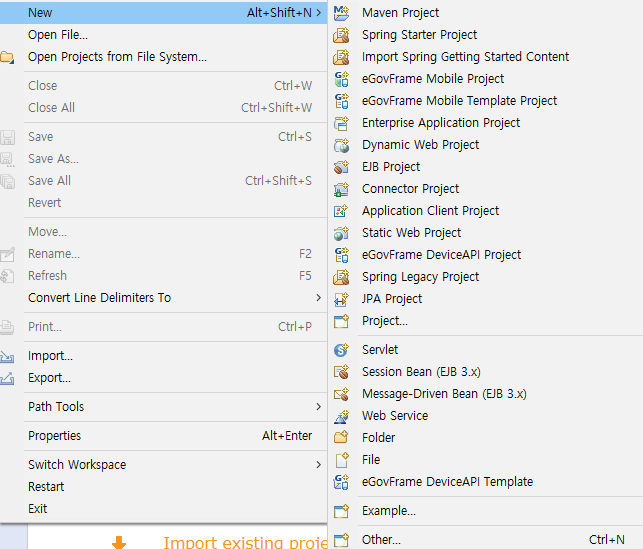 New Alt+Shift+N
Open File...
Open Projects from File System...
Close Ctrl+W
Close All Ctrl+Shift+W
Save Ctrl+S
Save As...
Save All Ctrl+Shift+S
Revert
Move...
Rename... F2
Refresh F5
Convert Line Delimiters To
Print... Ctrl+P
Import...
Export...
Path Tools
Properties Alt+Enter
Switch Workspace
Restart
Exit
Import existing proje
Maven Project
Spring Starter Project
Import Spring Getting Started Content
eGovFrame Mobile Project
eGovFrame Mobile Template Project
Enterprise Application Project
Dynamic Web Project
EJB Project
Connector Project
Application Client Project
Static Web Project
eGovFrame DeviceAPI Project
Spring Legacy Project
JPA Project
Project...
Servlet
Session Bean (EJB 3.x)
Message-Driven Bean (EJB 3.x)
Web Service
Folder
File
eGovFrame DeviceAPI Template
Example...
Other... Ctrl+N